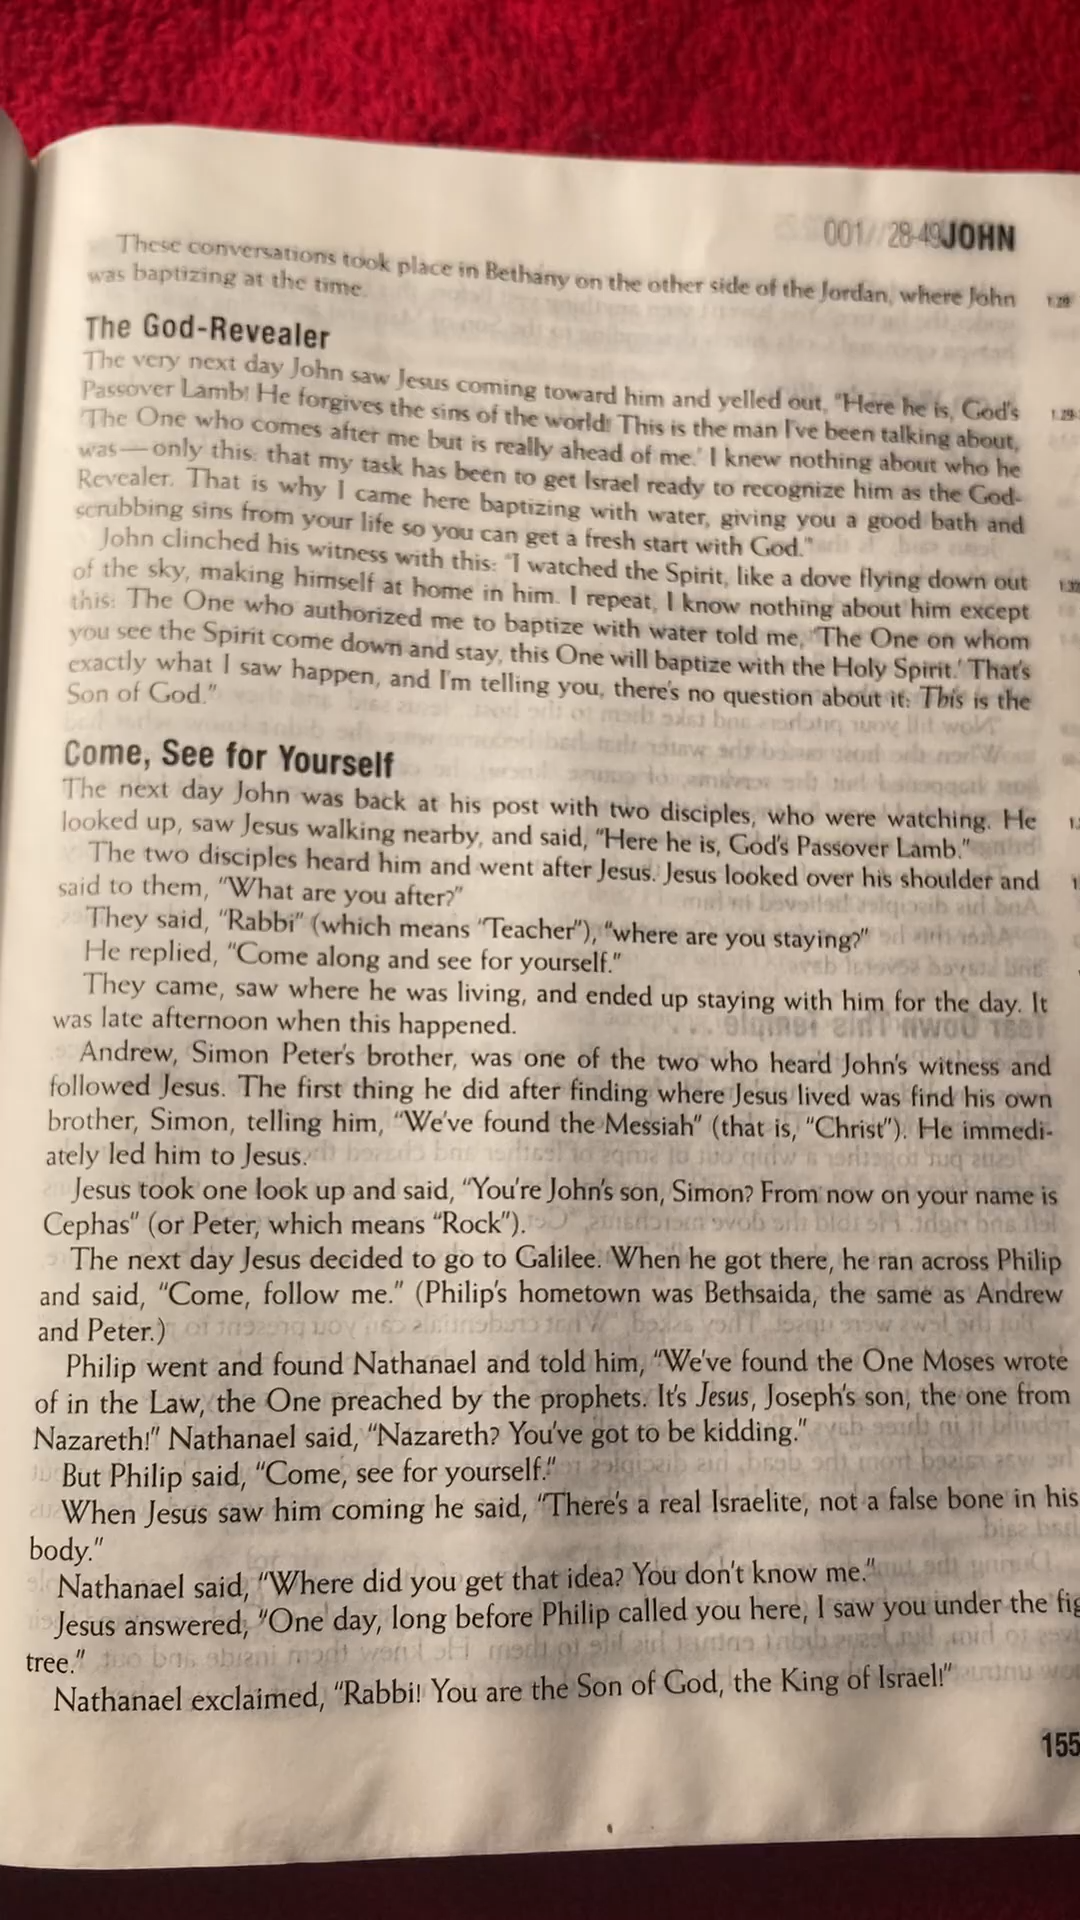 001//28-49JOHN
These conversations took place in Bethany on the other side of the Jordan, where John
was baptizing at the time.
1:28
The God-Revealer
The very next day John saw Jesus coming toward him and yelled out, "Here he is, God's
1:29
Passover Lamb! He forgives the sins of the world! This is the man I've been talking about,
'The One who comes after me but is really ahead of me.' I knew nothing about who he
was—only this: that my task has been to get Israel ready to recognize him as the God-
Revealer. That is why I came here baptizing with water, giving you a good bath and
scrubbing sins from your life so you can get a fresh start with God."
John clinched his witness with this: "I watched the Spirit, like a dove flying down out
1:32
of the sky, making himself at home in him. I repeat, I know nothing about him except
this: The One who authorized me to baptize with water told me, 'The One on whom
you see the Spirit come down and stay, this One will baptize with the Holy Spirit.' That's
exactly what I saw happen, and I'm telling you, there's no question about it: This is the
Son of God."
Come, See for Yourself
The next day John was back at his post with two disciples, who were watching. He
looked up, saw Jesus walking nearby, and said, "Here he is, God's Passover Lamb."
The two disciples heard him and went after Jesus. Jesus looked over his shoulder and
said to them, "What are you after?"
They said, "Rabbi" (which means "Teacher"), "where are you staying?"
He replied, "Come along and see for yourself."
They came, saw where he was living, and ended up staying with him for the day. It
was late afternoon when this happened.
Andrew, Simon Peter's brother, was one of the two who heard John's witness and
followed Jesus. The first thing he did after finding where Jesus lived was find his own
brother, Simon, telling him, "We've found the Messiah" (that is, "Christ"). He immedi-
ately led him to Jesus.
Jesus took one look up and said, "You're John's son, Simon? From now on your name is
Cephas" (or Peter, which means "Rock").
The next day Jesus decided to go to Galilee. When he got there, he ran across Philip
and said, "Come, follow me." (Philip's hometown was Bethsaida, the same as Andrew
and Peter.)
Philip went and found Nathanael and told him, "We've found the One Moses wrote
of in the Law, the One preached by the prophets. It's Jesus, Joseph's son, the one from
Nazareth!" Nathanael said, "Nazareth? You've got to be kidding."
But Philip said, "Come, see for yourself."
When Jesus saw him coming he said, "There's a real Israelite, not a false bone in his
body."
Nathanael said, "Where did you get that idea? You don't know me."
Jesus answered, "One day, long before Philip called you here, I saw you under the fig
tree."
Nathanael exclaimed, "Rabbi! You are the Son of God, the King of Israel!"
155